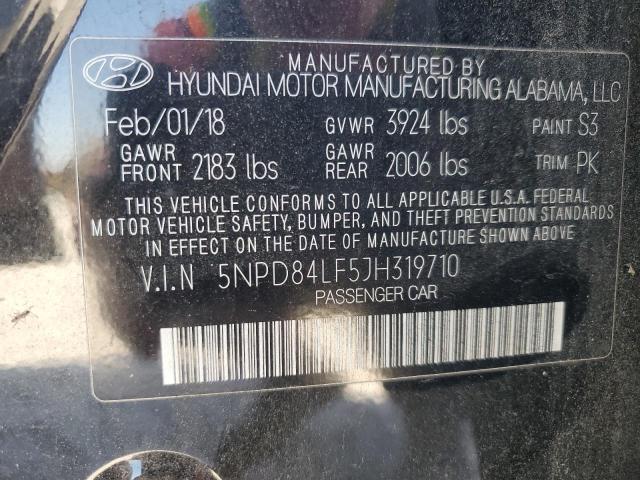 MANUFACTURED BY
HYUNDAI MOTOR MANUFACTURING ALABAMA, LLC
Feb/01/18 GVWR 3924 lbs PAINT S3
GAWR FRONT 2183 lbs GAWR REAR 2006 lbs TRIM PK
THIS VEHICLE CONFORMS TO ALL APPLICABLE U.S.A. FEDERAL
MOTOR VEHICLE SAFETY, BUMPER, AND THEFT PREVENTION STANDARDS
IN EFFECT ON THE DATE OF MANUFACTURE SHOWN ABOVE.
V.I.N 5NPD84LF5JH319710
PASSENGER CAR